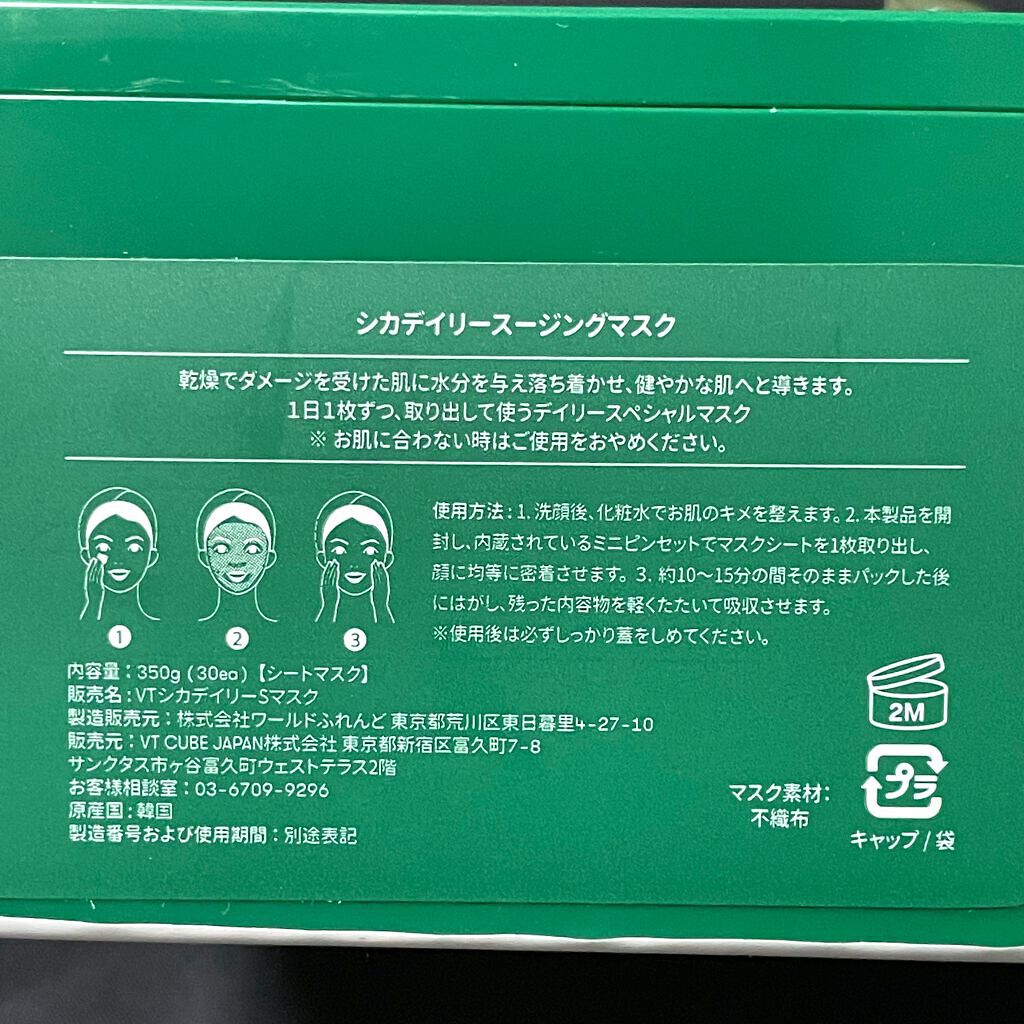 シカデイリースージングマスク
乾燥でダメージを受けた肌に水分を与え落ち着かせ、健やかな肌へと導きます。
1日1枚ずつ、取り出して使うデイリースペシャルマスク
※ お肌に合わない時はご使用をおやめください。
使用方法 : 1. 洗顔後、化粧水でお肌のキメを整えます。2. 本製品を開
封し、内蔵されているミニピンセットでマスクシートを1枚取り出し、
顔に均等に密着させます。 3. 約10〜15分の間そのままパックした後
にはがし、残った内容物を軽くたたいて吸収させます。
※使用後は必ずしっかり蓋をしめてください。
1 2 3
内容量 : 350g ( 30ea )【シートマスク】
販売名 : VTシカデイリーSマスク
製造販売元 : 株式会社ワールドふれんど 東京都荒川区東日暮里4-27-10
販売元 : VT CUBE JAPAN株式会社 東京都新宿区富久町7-8
サンクタス市ヶ谷富久町ウェストテラス2階
お客様相談室 : 03-6709-9296
原産国 : 韓国
製造番号および使用期間 : 別途表記
2M
マスク素材:
不織布
プラ
キャップ / 袋